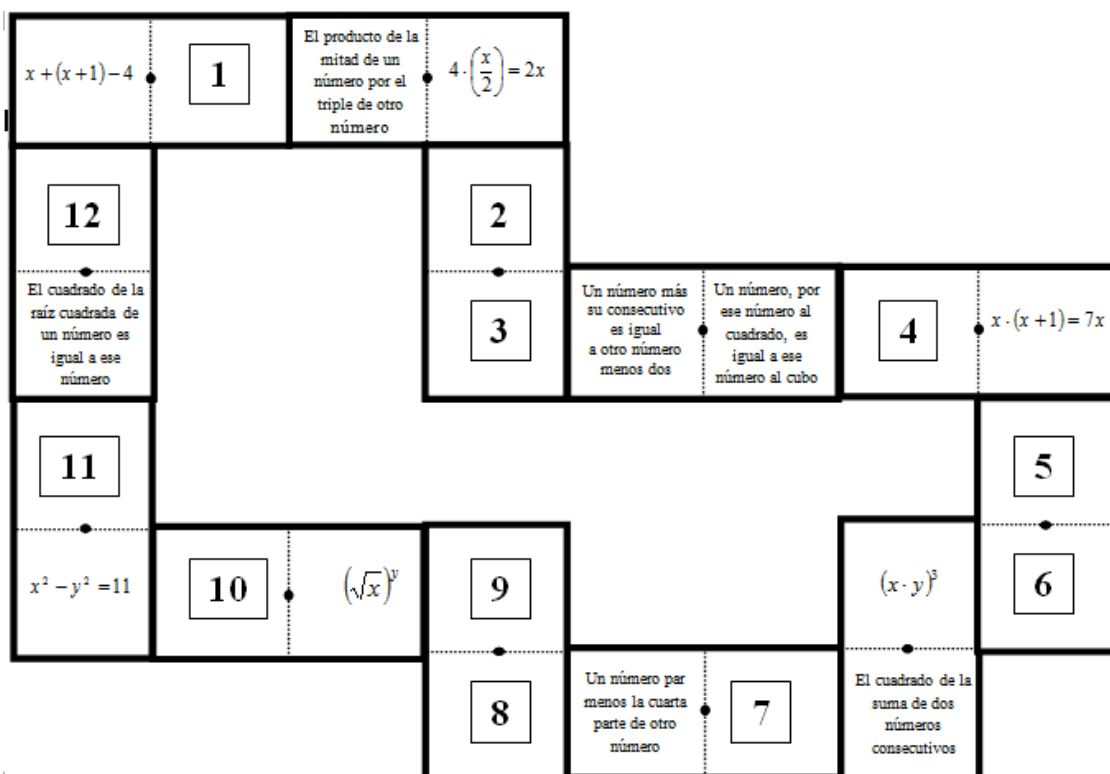 x + (x + 1) − 4
1
El producto de la
mitad de un
número por el
triple de otro
número
4 · (x/2) = 2x
12
El cuadrado de la
raíz cuadrada de
un número es
igual a ese
número
2
3
Un número más
su consecutivo
es igual
a otro número
menos dos
Un número, por
ese número al
cuadrado, es
igual a ese
número al cubo
4
x · (x + 1) = 7x
11
x² − y² = 11
10
(√x)^y
9
8
Un número par
menos la cuarta
parte de otro
número
7
(x · y)³
El cuadrado de la
suma de dos
números
consecutivos
5
6